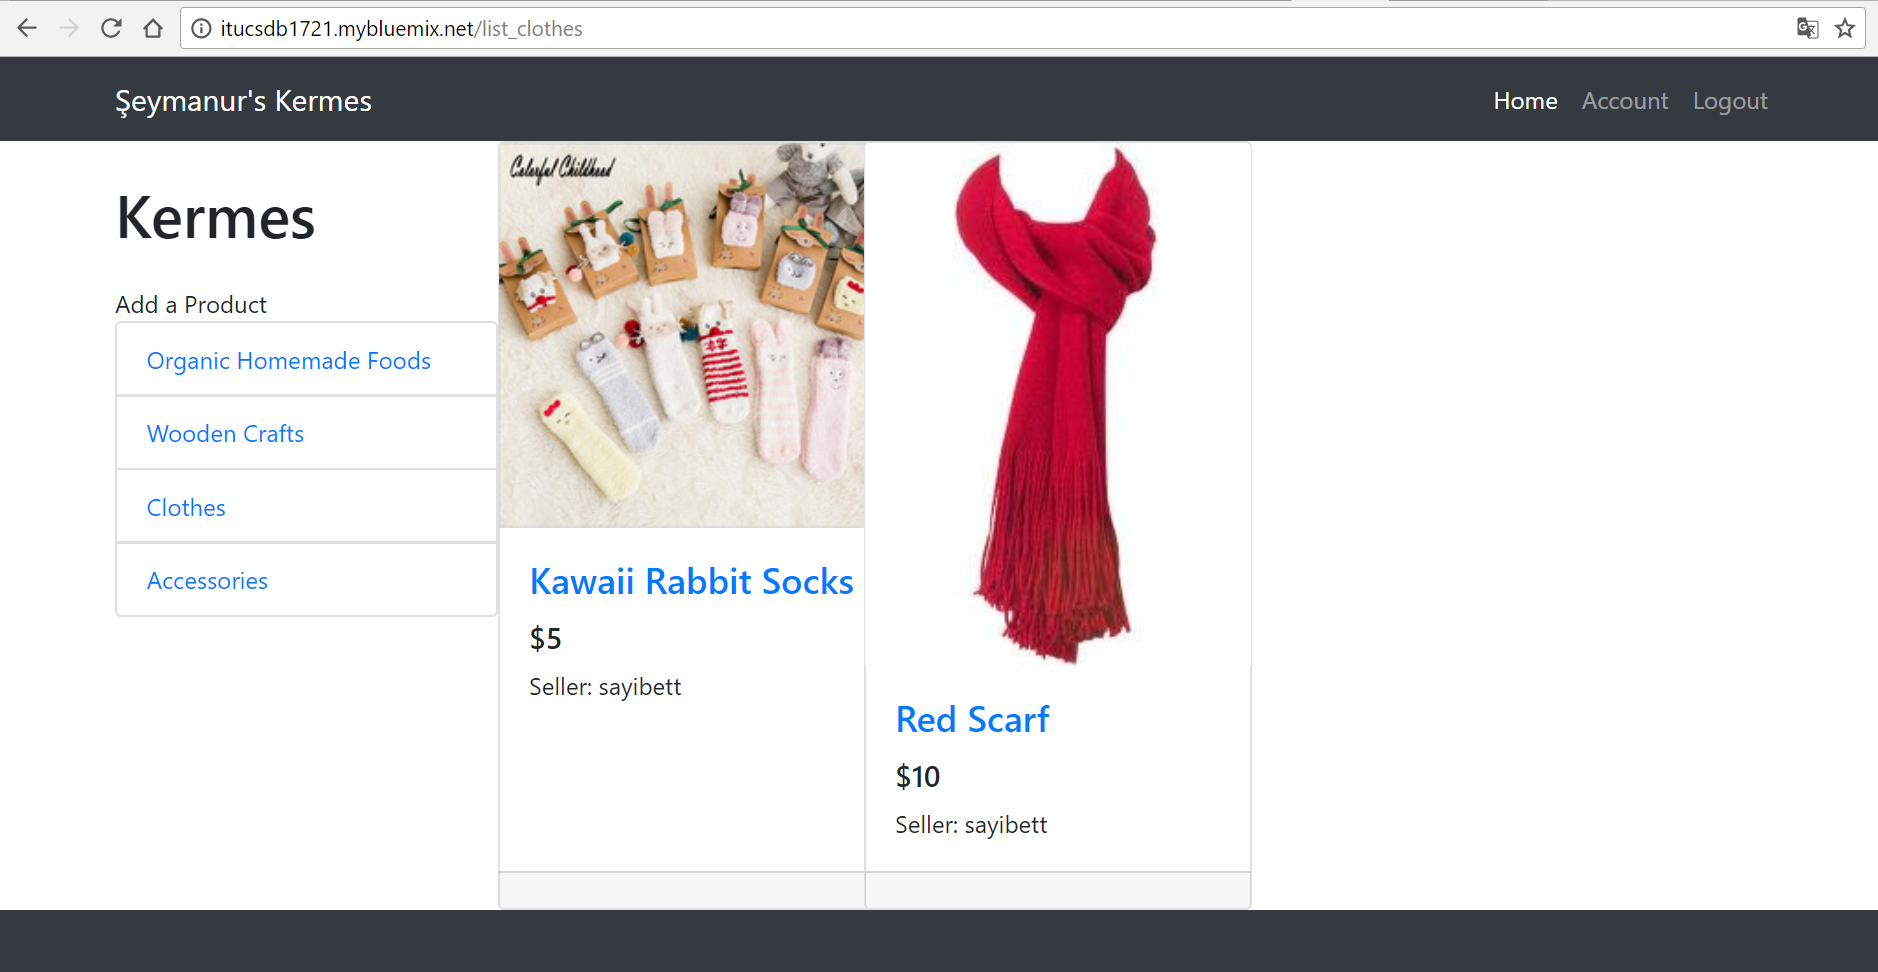 itucsdb1721.mybluemix.net/list_clothes
Şeymanur's Kermes
Home Account Logout
Kermes
Add a Product
Organic Homemade Foods
Wooden Crafts
Clothes
Accessories
Colorful Childhood
Kawaii Rabbit Socks
$5
Seller: sayibett
Red Scarf
$10
Seller: sayibett